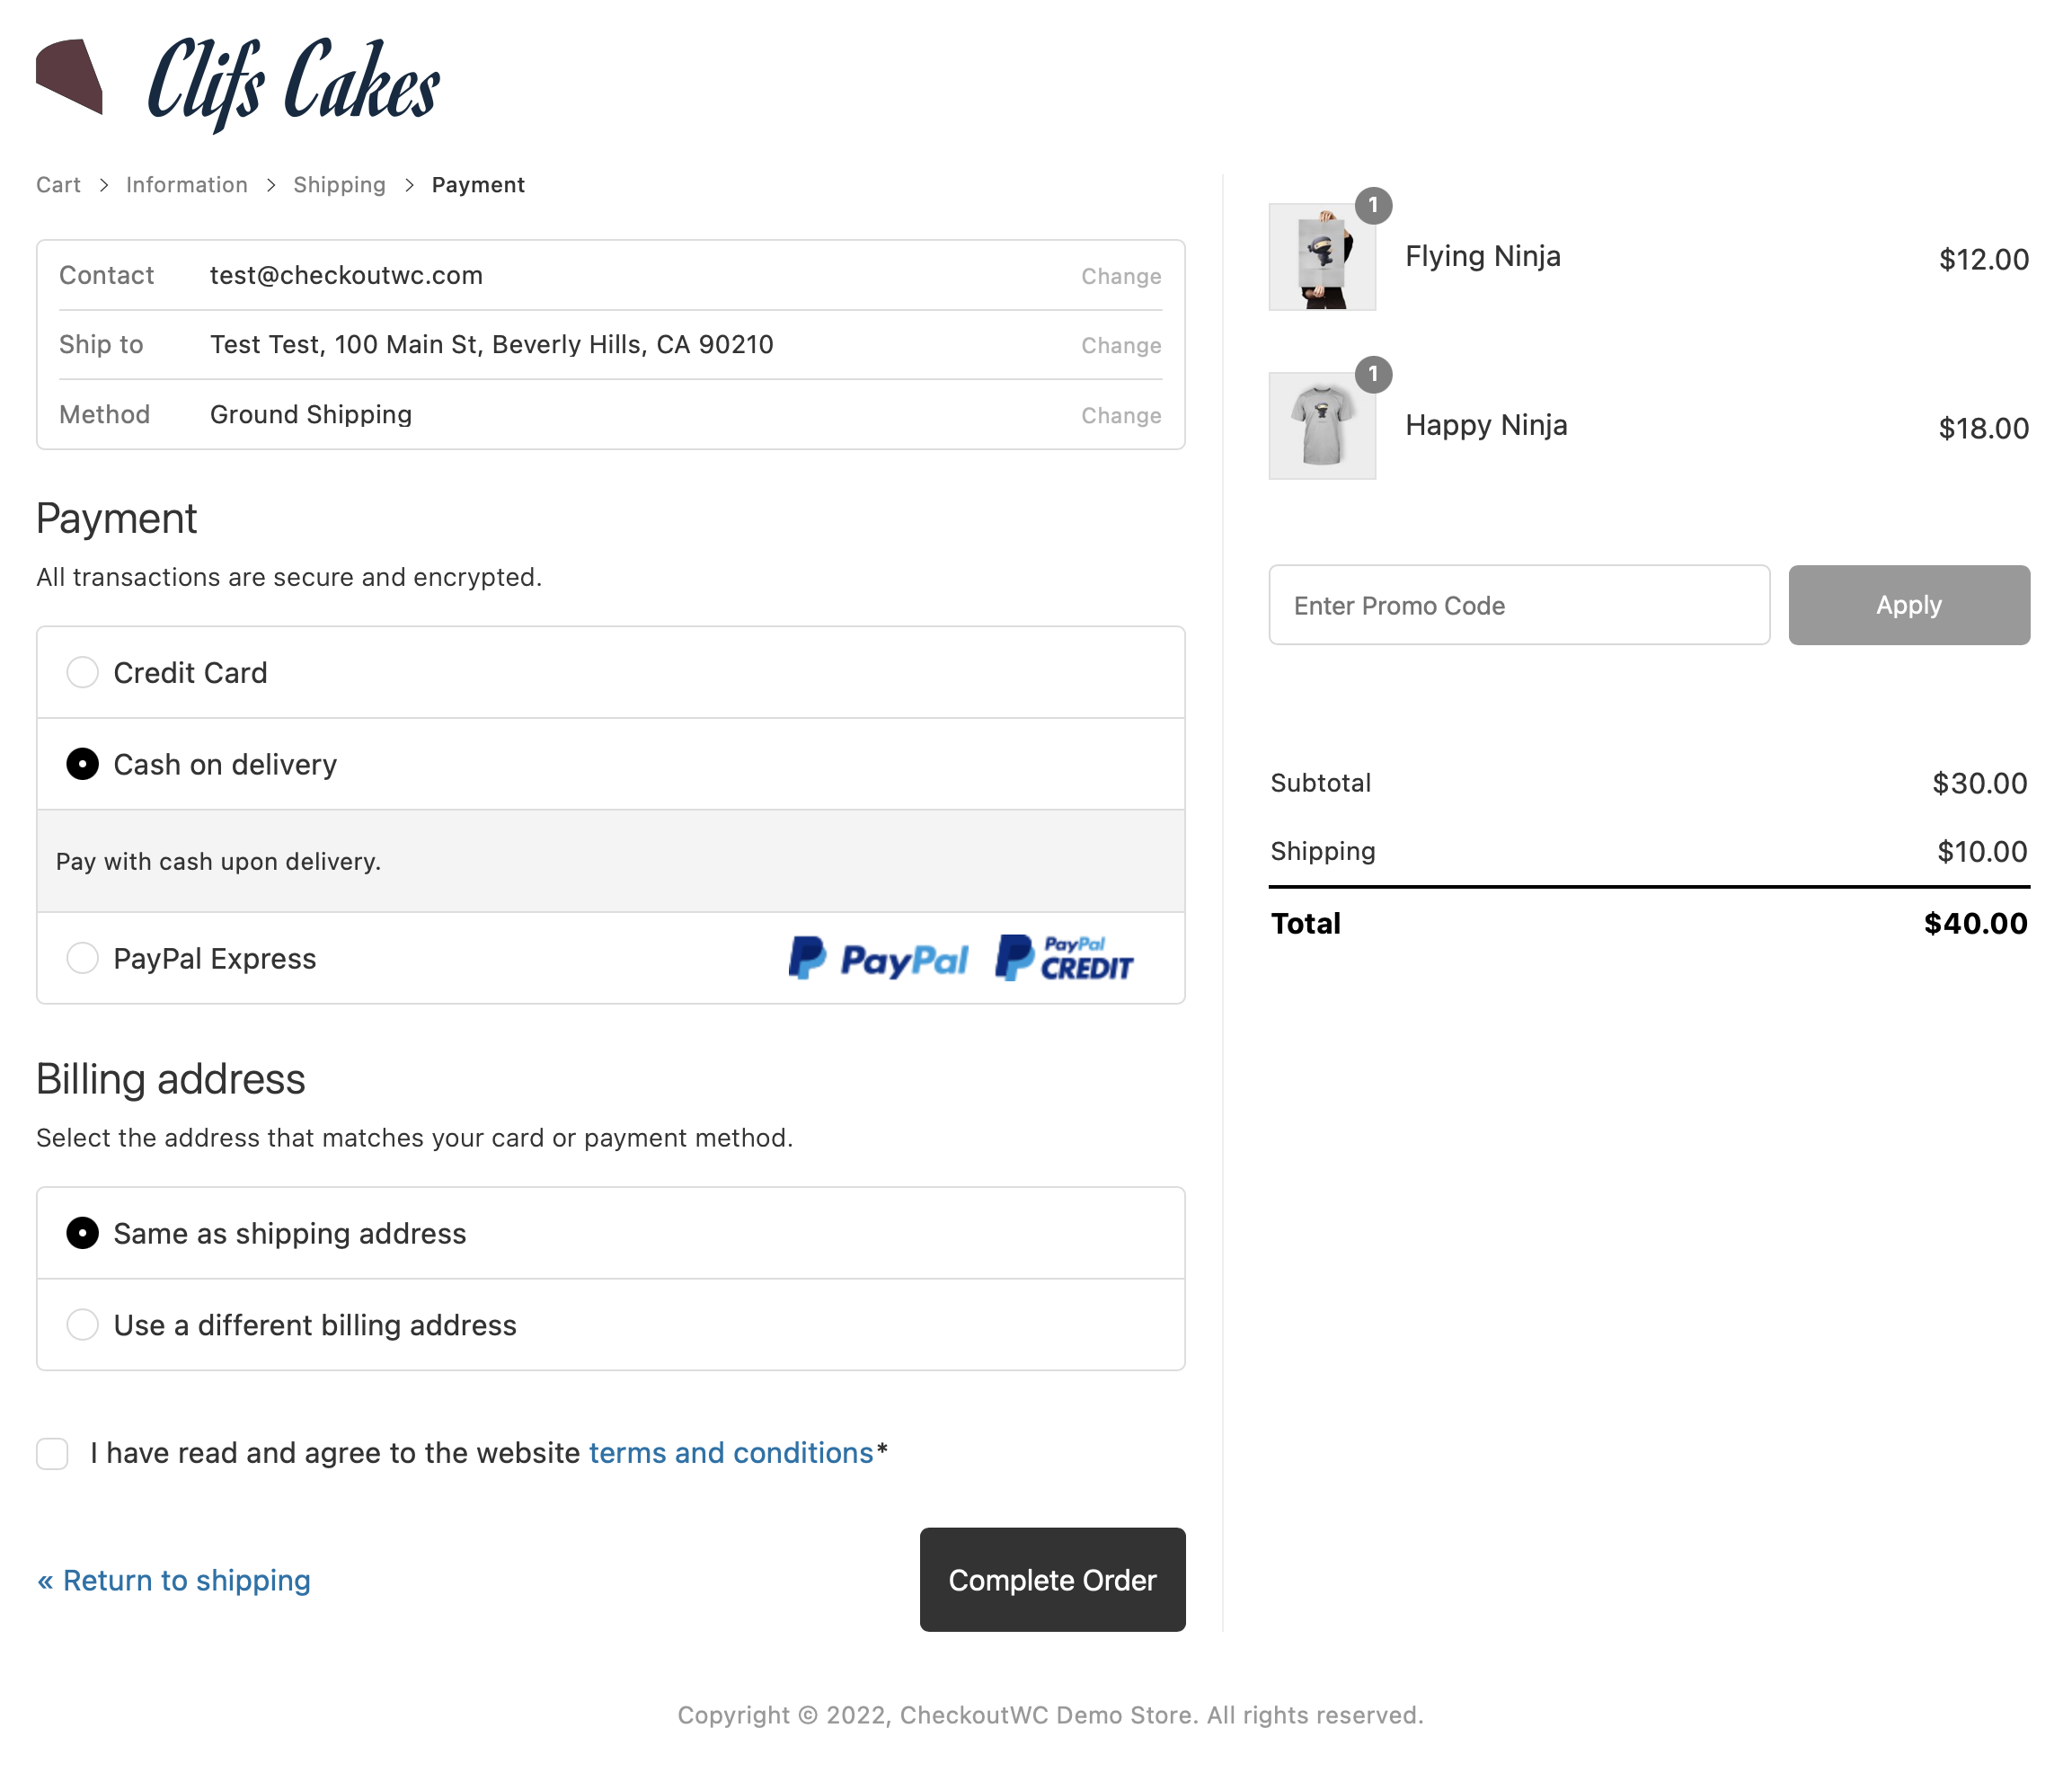 Clifs Cakes
Cart > Information > Shipping > Payment
Contact test@checkoutwc.com Change
Ship to Test Test, 100 Main St, Beverly Hills, CA 90210 Change
Method Ground Shipping Change
Payment
All transactions are secure and encrypted.
Credit Card
Cash on delivery
Pay with cash upon delivery.
PayPal Express PayPal PayPal CREDIT
Billing address
Select the address that matches your card or payment method.
Same as shipping address
Use a different billing address
I have read and agree to the website terms and conditions*
« Return to shipping Complete Order
1
Flying Ninja $12.00
1
Happy Ninja $18.00
Enter Promo Code Apply
Subtotal $30.00
Shipping $10.00
Total $40.00
Copyright © 2022, CheckoutWC Demo Store. All rights reserved.